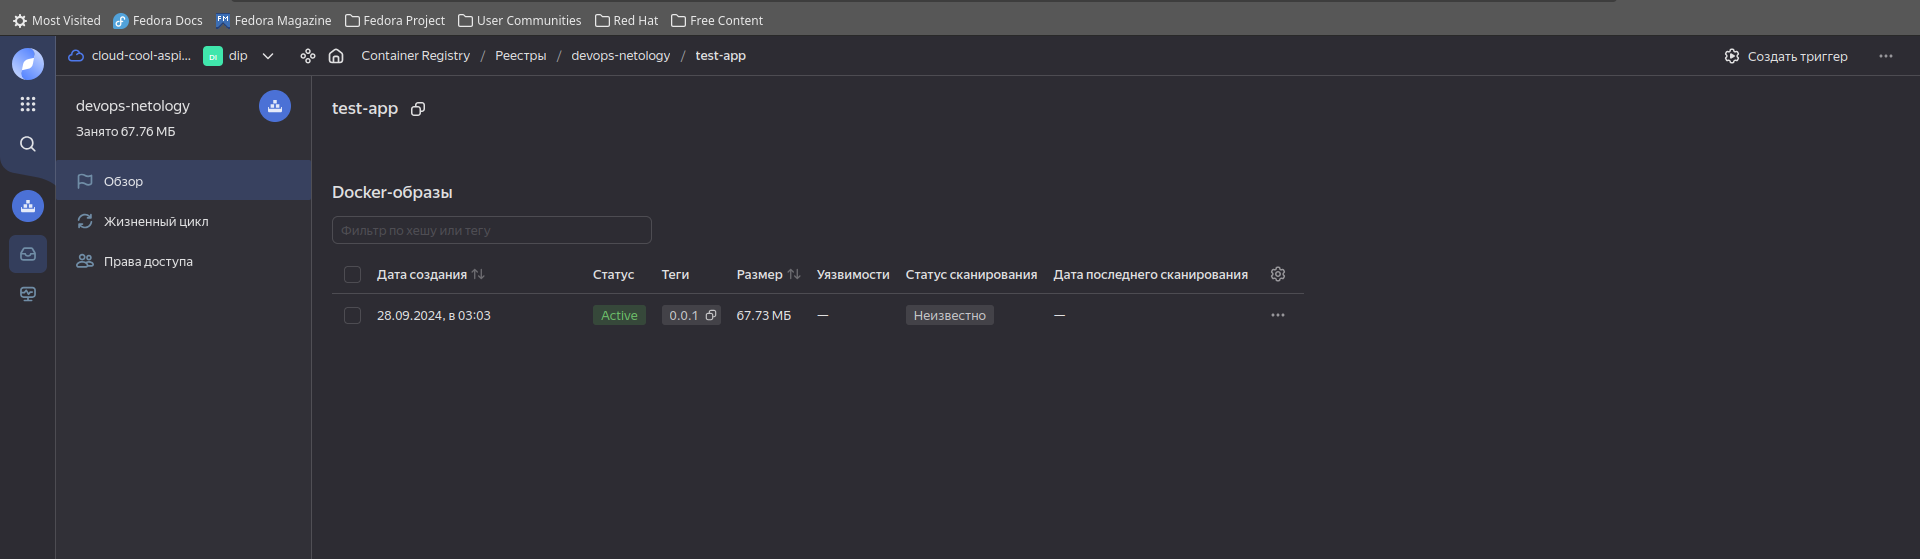 Most Visited Fedora Docs FM Fedora Magazine Fedora Project User Communities Red Hat Free Content
cloud-cool-aspi... DI dip Container Registry / Реестры / devops-netology / test-app Создать триггер
devops-netology
Занято 67.76 МБ
Обзор
Жизненный цикл
Права доступа
test-app
Docker-образы
Фильтр по хешу или тегу
Дата создания Статус Теги Размер Уязвимости Статус сканирования Дата последнего сканирования
28.09.2024, в 03:03 Active 0.0.1 67.73 МБ — Неизвестно —